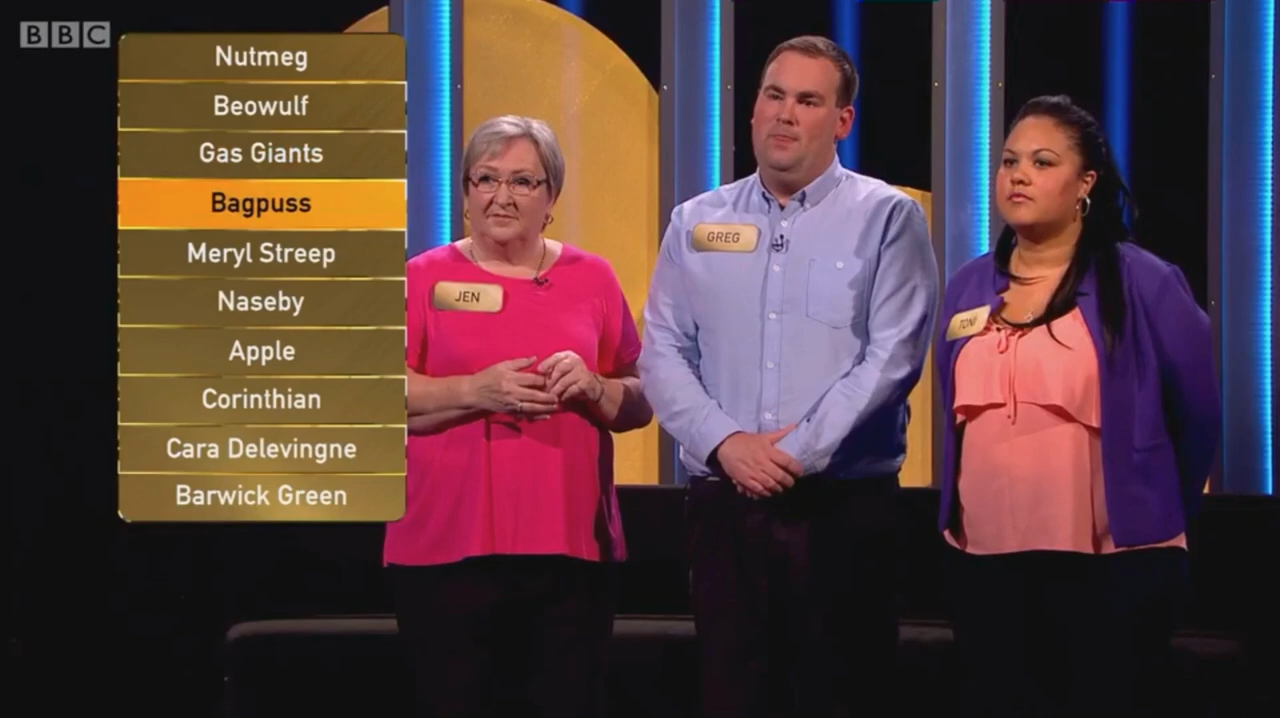 BBC
Nutmeg
Beowulf
Gas Giants
Bagpuss
Meryl Streep
Naseby
Apple
Corinthian
Cara Delevingne
Barwick Green
JEN
GREG
TONI